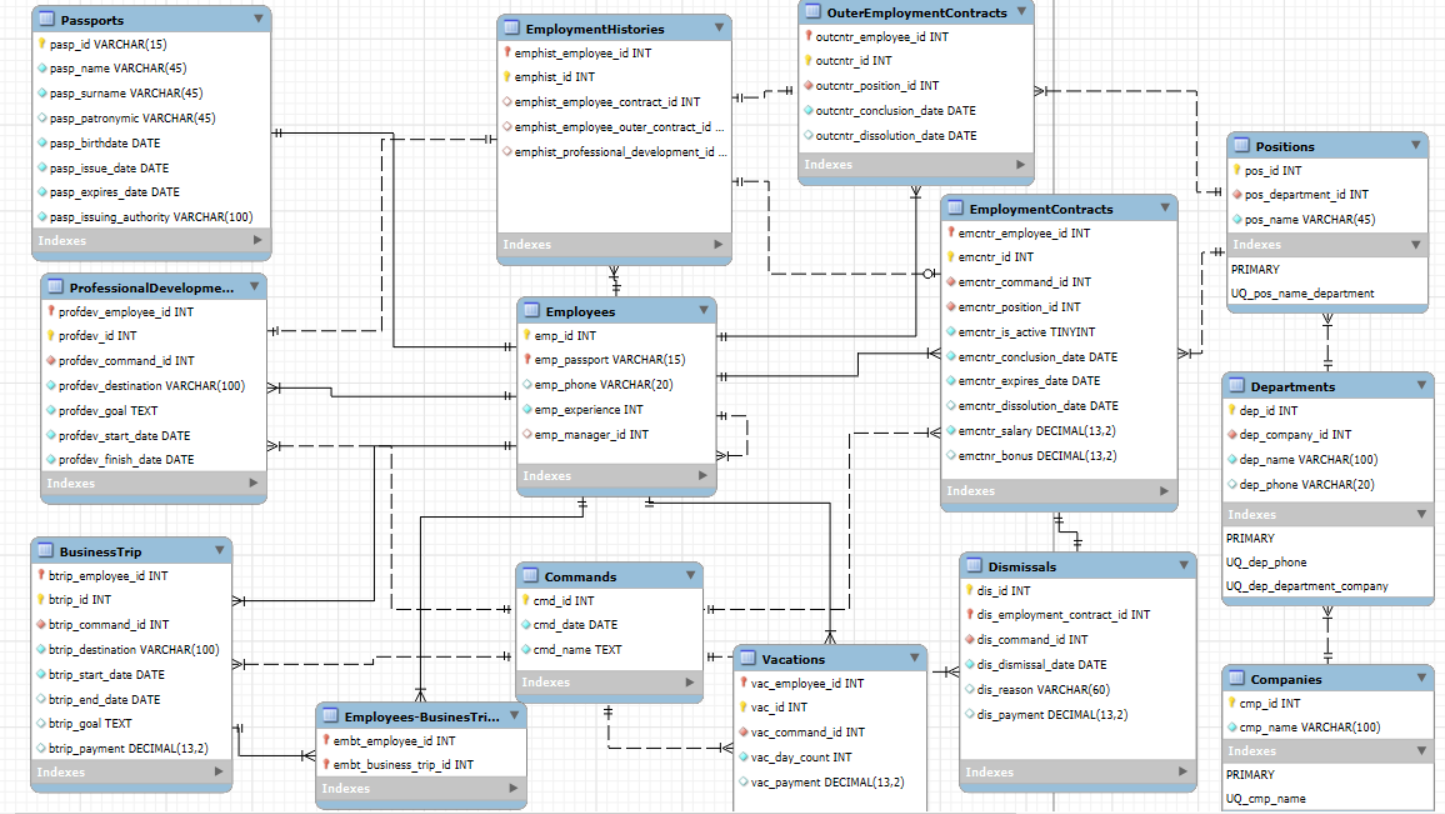 Passports
pasp_id VARCHAR(15)
pasp_name VARCHAR(45)
pasp_surname VARCHAR(45)
pasp_patronymic VARCHAR(45)
pasp_birthdate DATE
pasp_issue_date DATE
pasp_expires_date DATE
pasp_issuing_authority VARCHAR(100)
Indexes
EmploymentHistories
emphist_employee_id INT
emphist_id INT
emphist_employee_contract_id INT
emphist_employee_outer_contract_id ...
emphist_professional_development_id ...
Indexes
OuterEmploymentContracts
outcntr_employee_id INT
outcntr_id INT
outcntr_position_id INT
outcntr_conclusion_date DATE
outcntr_dissolution_date DATE
Indexes
Positions
pos_id INT
pos_department_id INT
pos_name VARCHAR(45)
Indexes
PRIMARY
UQ_pos_name_department
EmploymentContracts
emcntr_employee_id INT
emcntr_id INT
emcntr_command_id INT
emcntr_position_id INT
emcntr_is_active TINYINT
emcntr_conclusion_date DATE
emcntr_expires_date DATE
emcntr_dissolution_date DATE
emcntr_salary DECIMAL(13,2)
emctnr_bonus DECIMAL(13,2)
Indexes
ProfessionalDevelopme...
profdev_employee_id INT
profdev_id INT
profdev_command_id INT
profdev_destination VARCHAR(100)
profdev_goal TEXT
profdev_start_date DATE
profdev_finish_date DATE
Indexes
Employees
emp_id INT
emp_passport VARCHAR(15)
emp_phone VARCHAR(20)
emp_experience INT
emp_manager_id INT
Indexes
Departments
dep_id INT
dep_company_id INT
dep_name VARCHAR(100)
dep_phone VARCHAR(20)
Indexes
PRIMARY
UQ_dep_phone
UQ_dep_department_company
BusinessTrip
btrip_employee_id INT
btrip_id INT
btrip_command_id INT
btrip_destination VARCHAR(100)
btrip_start_date DATE
btrip_end_date DATE
btrip_goal TEXT
btrip_payment DECIMAL(13,2)
Indexes
Commands
cmd_id INT
cmd_date DATE
cmd_name TEXT
Indexes
Dismissals
dis_id INT
dis_employment_contract_id INT
dis_command_id INT
dis_dismissal_date DATE
dis_reason VARCHAR(60)
dis_payment DECIMAL(13,2)
Indexes
Vacations
vac_employee_id INT
vac_id INT
vac_command_id INT
vac_day_count INT
vac_payment DECIMAL(13,2)
Employees-BusinesTri...
embt_employee_id INT
embt_business_trip_id INT
Indexes
Companies
cmp_id INT
cmp_name VARCHAR(100)
Indexes
PRIMARY
UQ_cmp_name